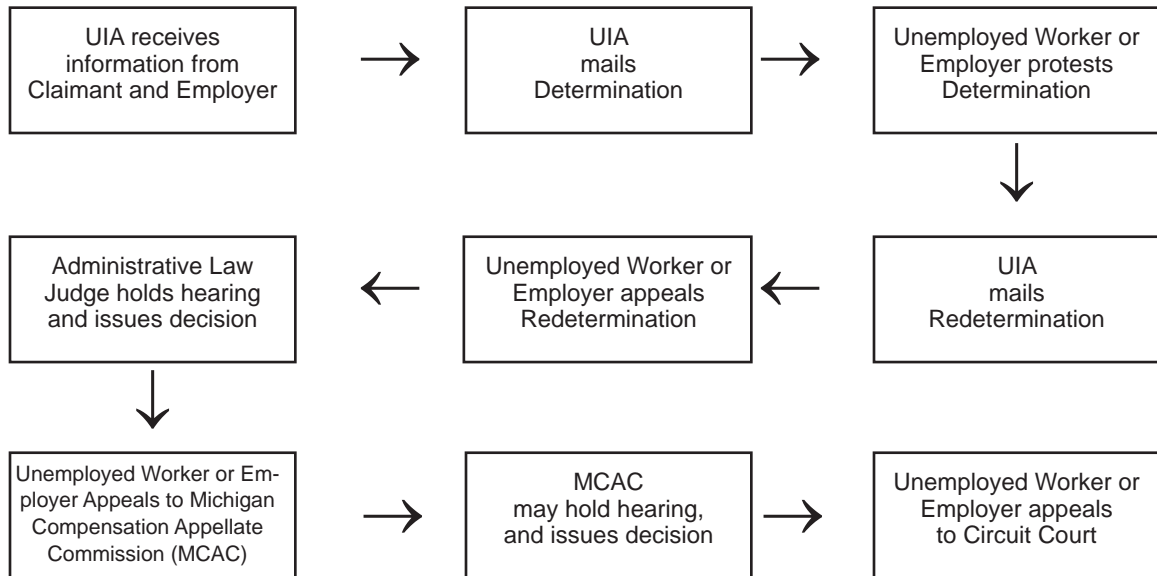 UIA receives
information from
Claimant and Employer
UIA
mails
Determination
Unemployed Worker or
Employer protests
Determination
UIA
mails
Redetermination
Unemployed Worker or
Employer appeals
Redetermination
Administrative Law
Judge holds hearing
and issues decision
Unemployed Worker or Em-
ployer Appeals to Michigan
Compensation Appellate
Commission (MCAC)
MCAC
may hold hearing,
and issues decision
Unemployed Worker or
Employer appeals
to Circuit Court